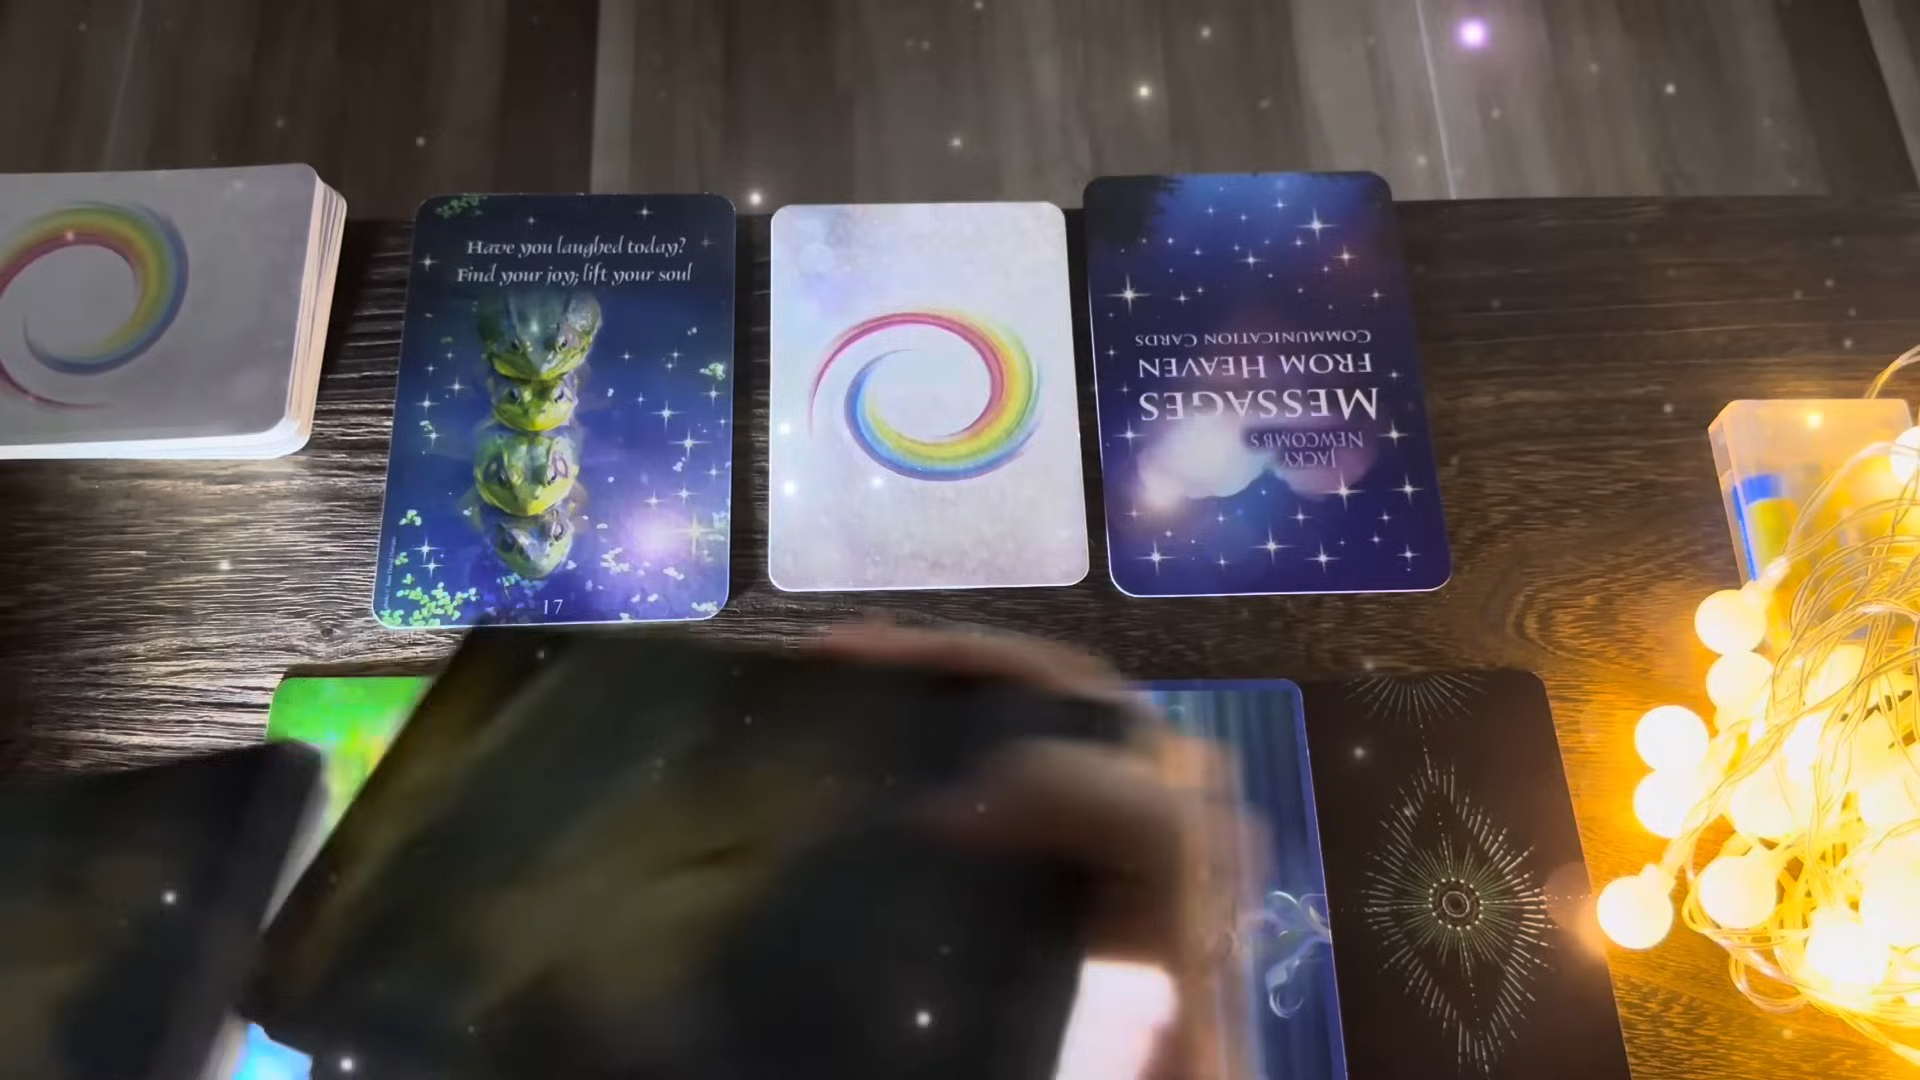 Have you laughed today?
Find your joy; lift your soul
17
JACKY
NEWCOMB'S
MESSAGES
FROM HEAVEN
COMMUNICATION CARDS